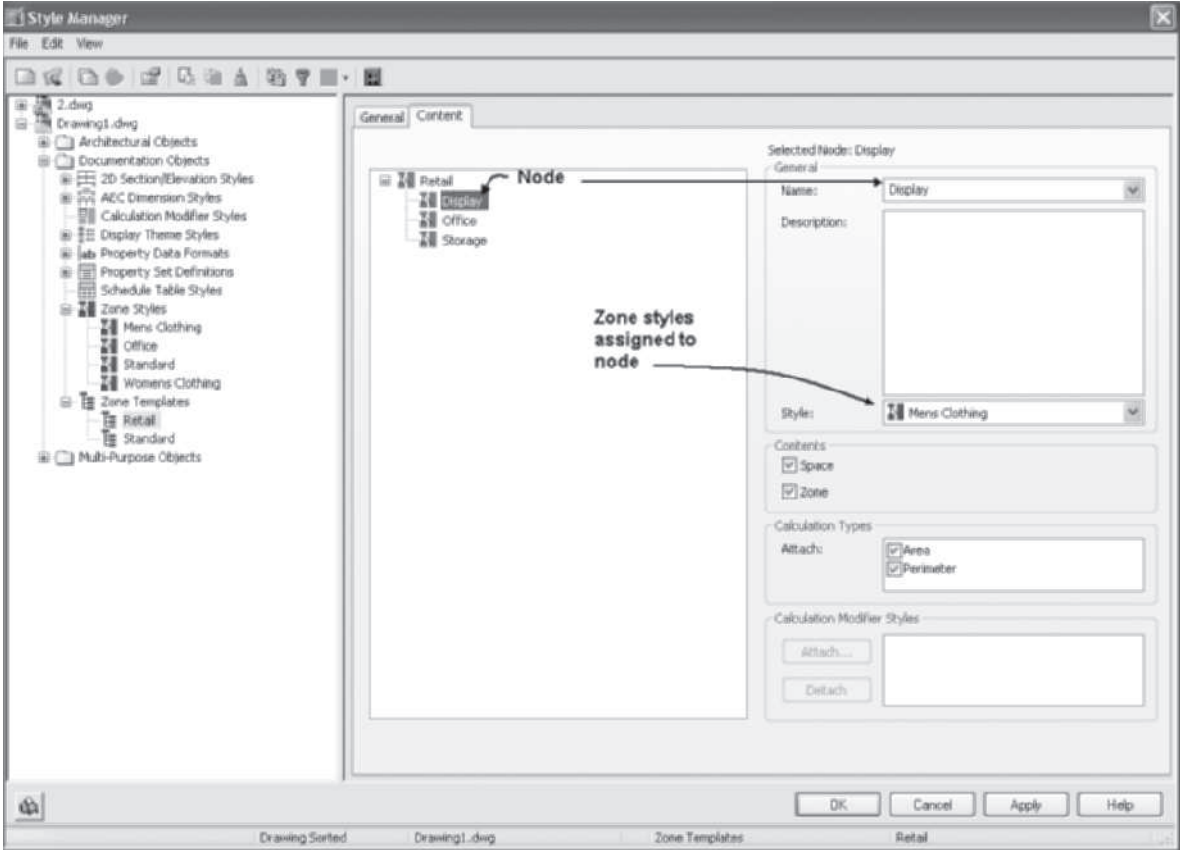 Style Manager
File Edit View
2.dwg
Drawing1.dwg
Architectural Objects
Documentation Objects
2D Section/Elevation Styles
AEC Dimension Styles
Calculation Modifier Styles
Display Theme Styles
ab Property Data Formats
Property Set Definitions
Schedule Table Styles
Zone Styles
Mens Clothing
Office
Standard
Womens Clothing
Zone Templates
Retail
Standard
Multi-Purpose Objects
General Content
Retail
Display
Office
Storage
Node
Zone styles
assigned to
node
Selected Node: Display
General
Name: Display
Description:
Style: Mens Clothing
Contents
Space
Zone
Calculation Types
Attach: Area
Perimeter
Calculation Modifier Styles
Attach...
Detach
OK Cancel Apply Help
Drawing Sorted Drawing1.dwg Zone Templates Retail